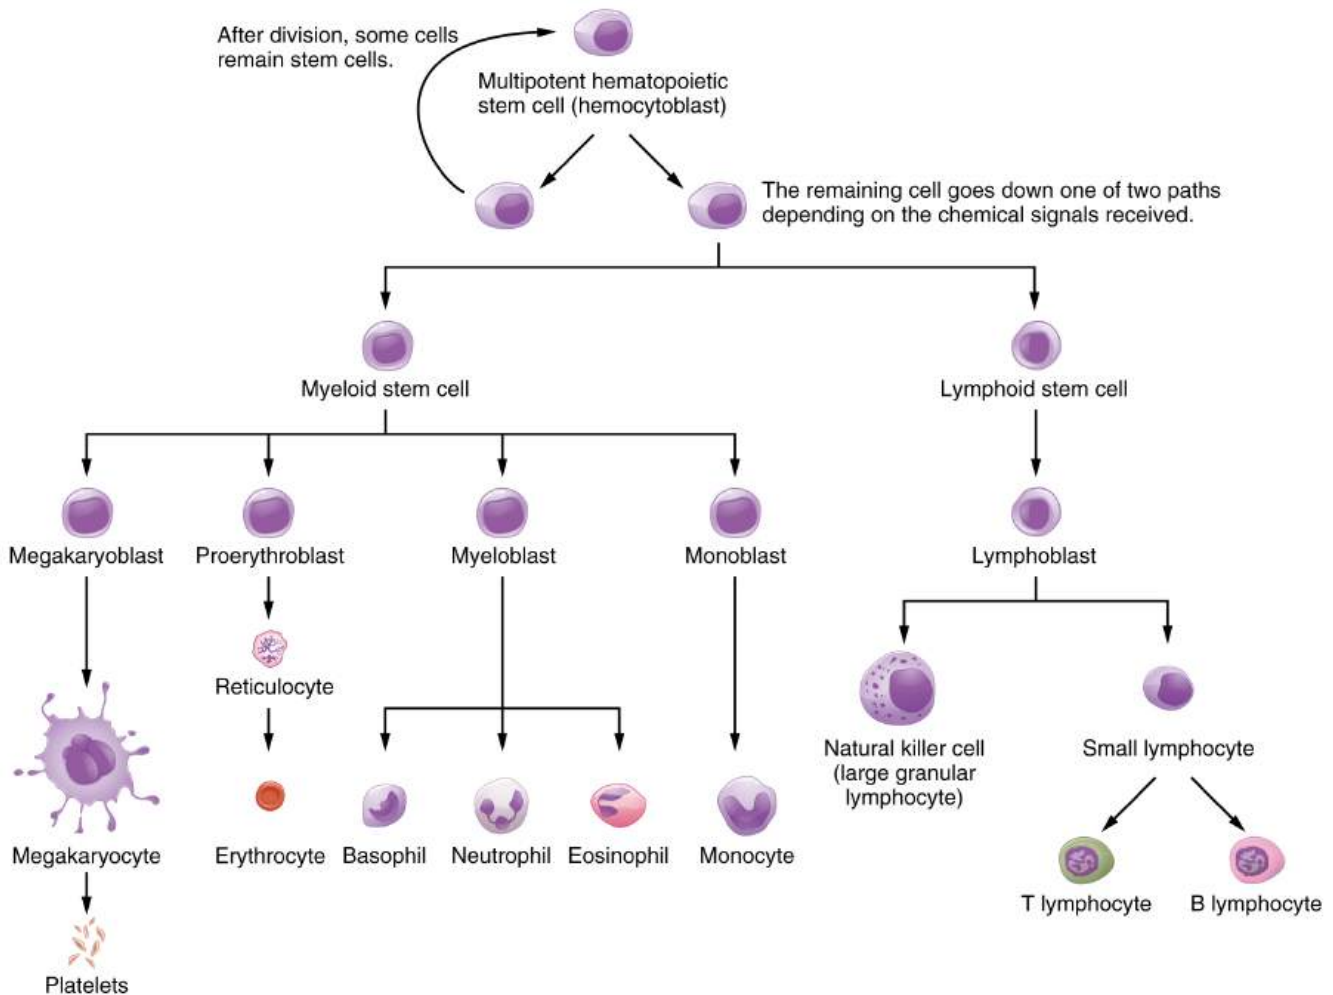 After division, some cells
remain stem cells.
Multipotent hematopoietic
stem cell (hemocytoblast)
The remaining cell goes down one of two paths
depending on the chemical signals received.
Myeloid stem cell
Lymphoid stem cell
Megakaryoblast
Proerythroblast
Myeloblast
Monoblast
Lymphoblast
Reticulocyte
Natural killer cell
(large granular
lymphocyte)
Small lymphocyte
Megakaryocyte
Erythrocyte
Basophil
Neutrophil
Eosinophil
Monocyte
T lymphocyte
B lymphocyte
Platelets